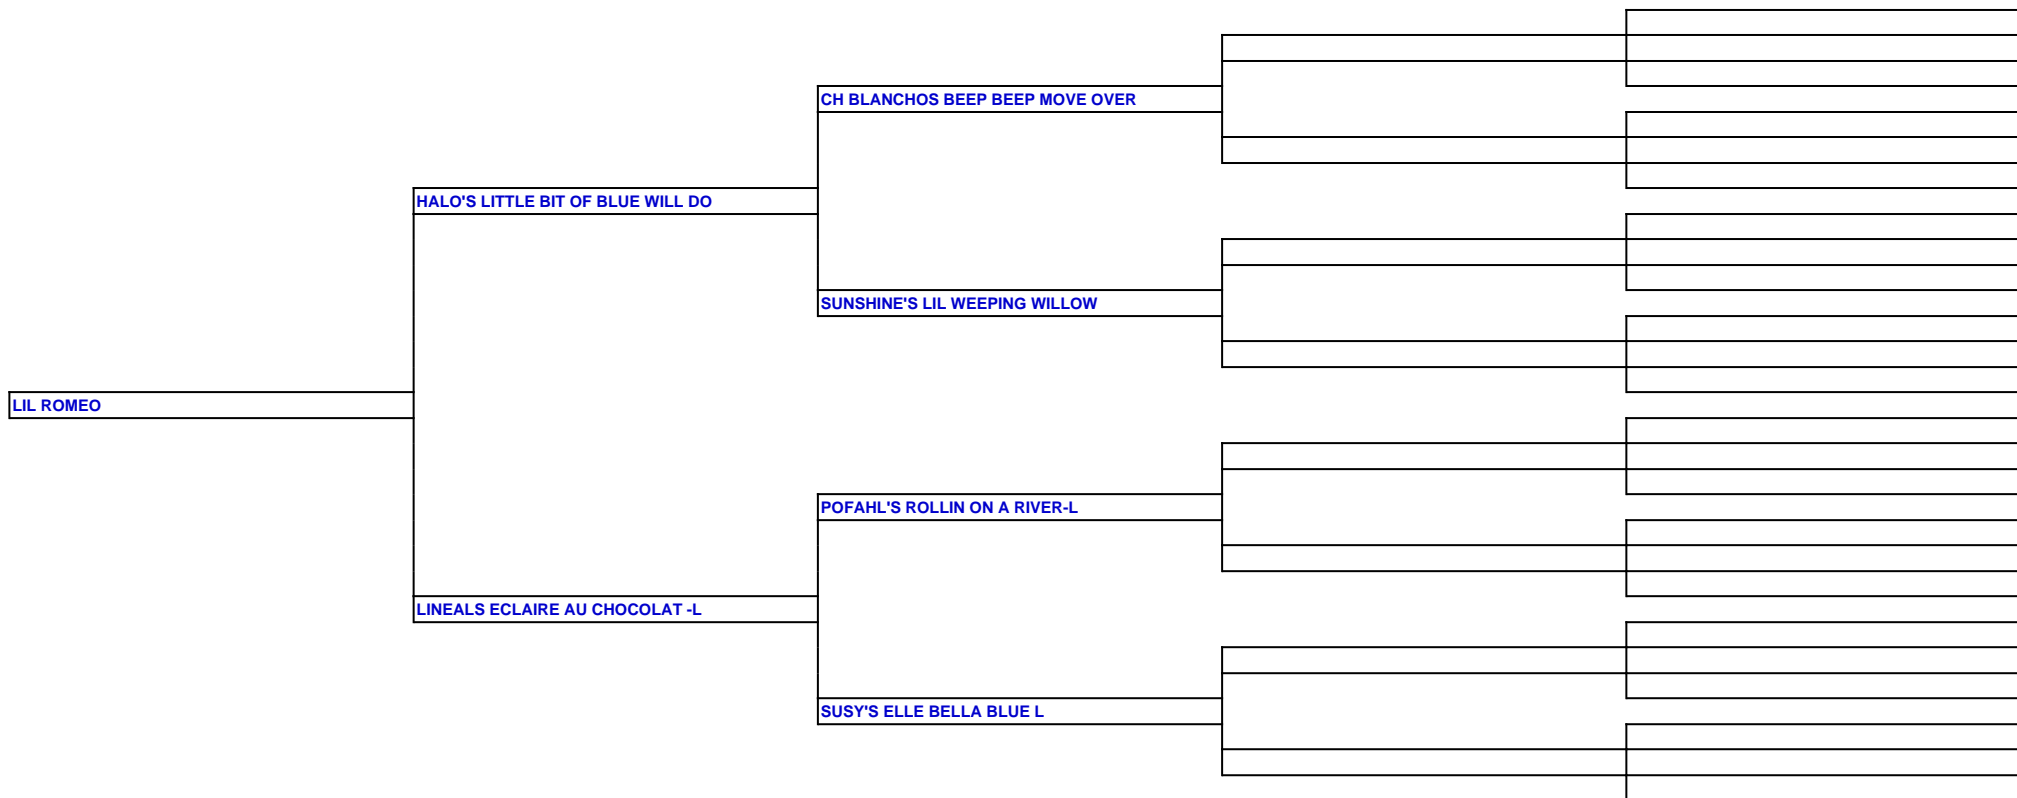 CH BLANCHOS BEEP BEEP MOVE OVER
HALO'S LITTLE BIT OF BLUE WILL DO
SUNSHINE'S LIL WEEPING WILLOW
LIL ROMEO
POFAHL'S ROLLIN ON A RIVER-L
LINEALS ECLAIRE AU CHOCOLAT -L
SUSY'S ELLE BELLA BLUE L